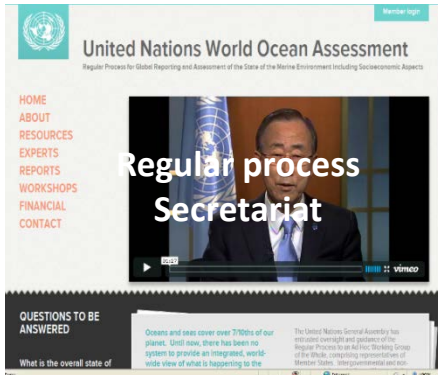 Member login
United Nations World Ocean Assessment
Regular Process for Global Reporting and Assessment of the State of the Marine Environment Including Socioeconomic Aspects
HOME
ABOUT
RESOURCES
EXPERTS
REPORTS
WORKSHOPS
FINANCIAL
CONTACT
Regular process
Secretariat
01:27
vimeo
QUESTIONS TO BE
ANSWERED
What is the overall state of
Oceans and seas cover over 7/10ths of our
planet. Until now, there has been no
system to provide an integrated, world-
wide view of what is happening to the
The United Nations General Assembly has
entrusted oversight and guidance of the
Regular Process to an Ad Hoc Working Group
of the Whole, comprising representatives of
Member States. Intergovernmental and non-